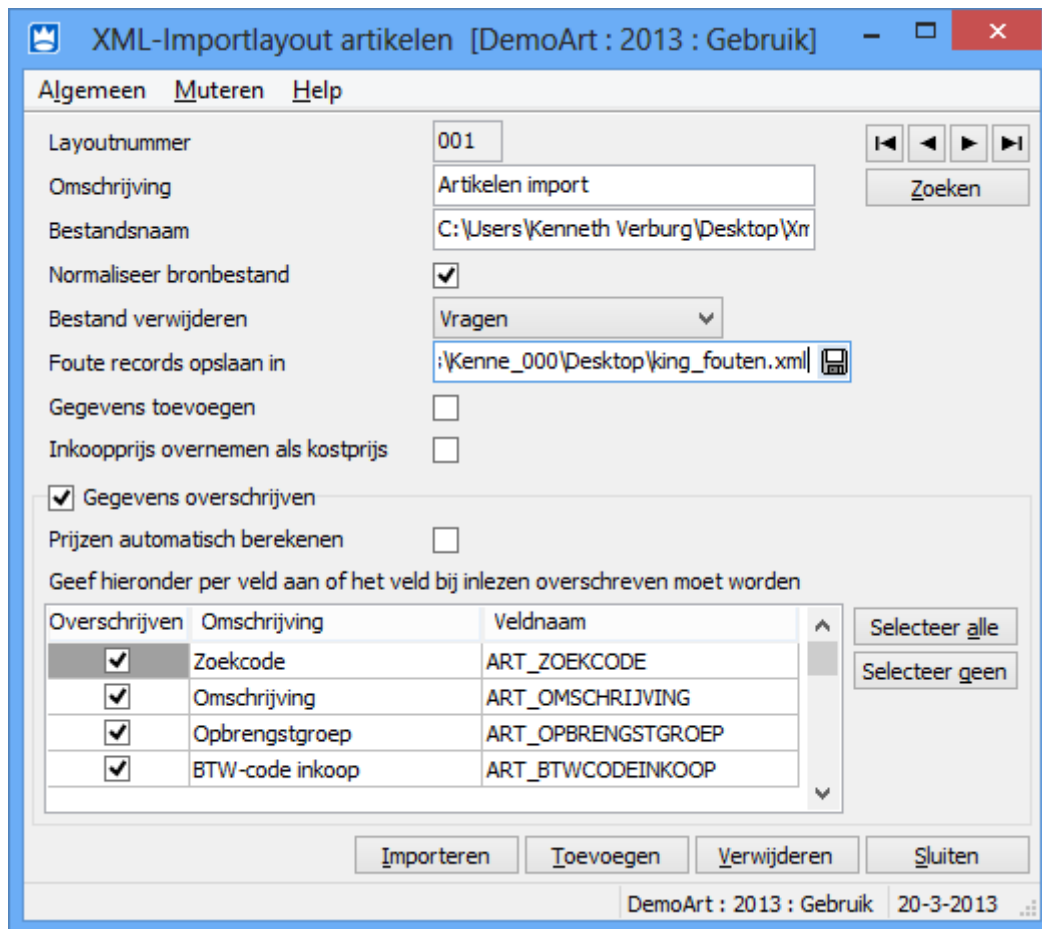 XML-Importlayout artikelen [DemoArt : 2013 : Gebruik]
Algemeen Muteren Help
Layoutnummer 001
Omschrijving Artikelen import Zoeken
Bestandsnaam C:\Users\Kenneth Verburg\Desktop\Xm
Normaliseer bronbestand
Bestand verwijderen Vragen
Foute records opslaan in ;\Kenne_000\Desktop\king_fouten.xml
Gegevens toevoegen
Inkoopprijs overnemen als kostprijs
Gegevens overschrijven
Prijzen automatisch berekenen
Geef hieronder per veld aan of het veld bij inlezen overschreven moet worden
Overschrijven Omschrijving Veldnaam Selecteer alle
Zoekcode ART_ZOEKCODE Selecteer geen
Omschrijving ART_OMSCHRIJVING
Opbrengstgroep ART_OPBRENGSTGROEP
BTW-code inkoop ART_BTWCODEINKOOP
Importeren Toevoegen Verwijderen Sluiten
DemoArt : 2013 : Gebruik 20-3-2013